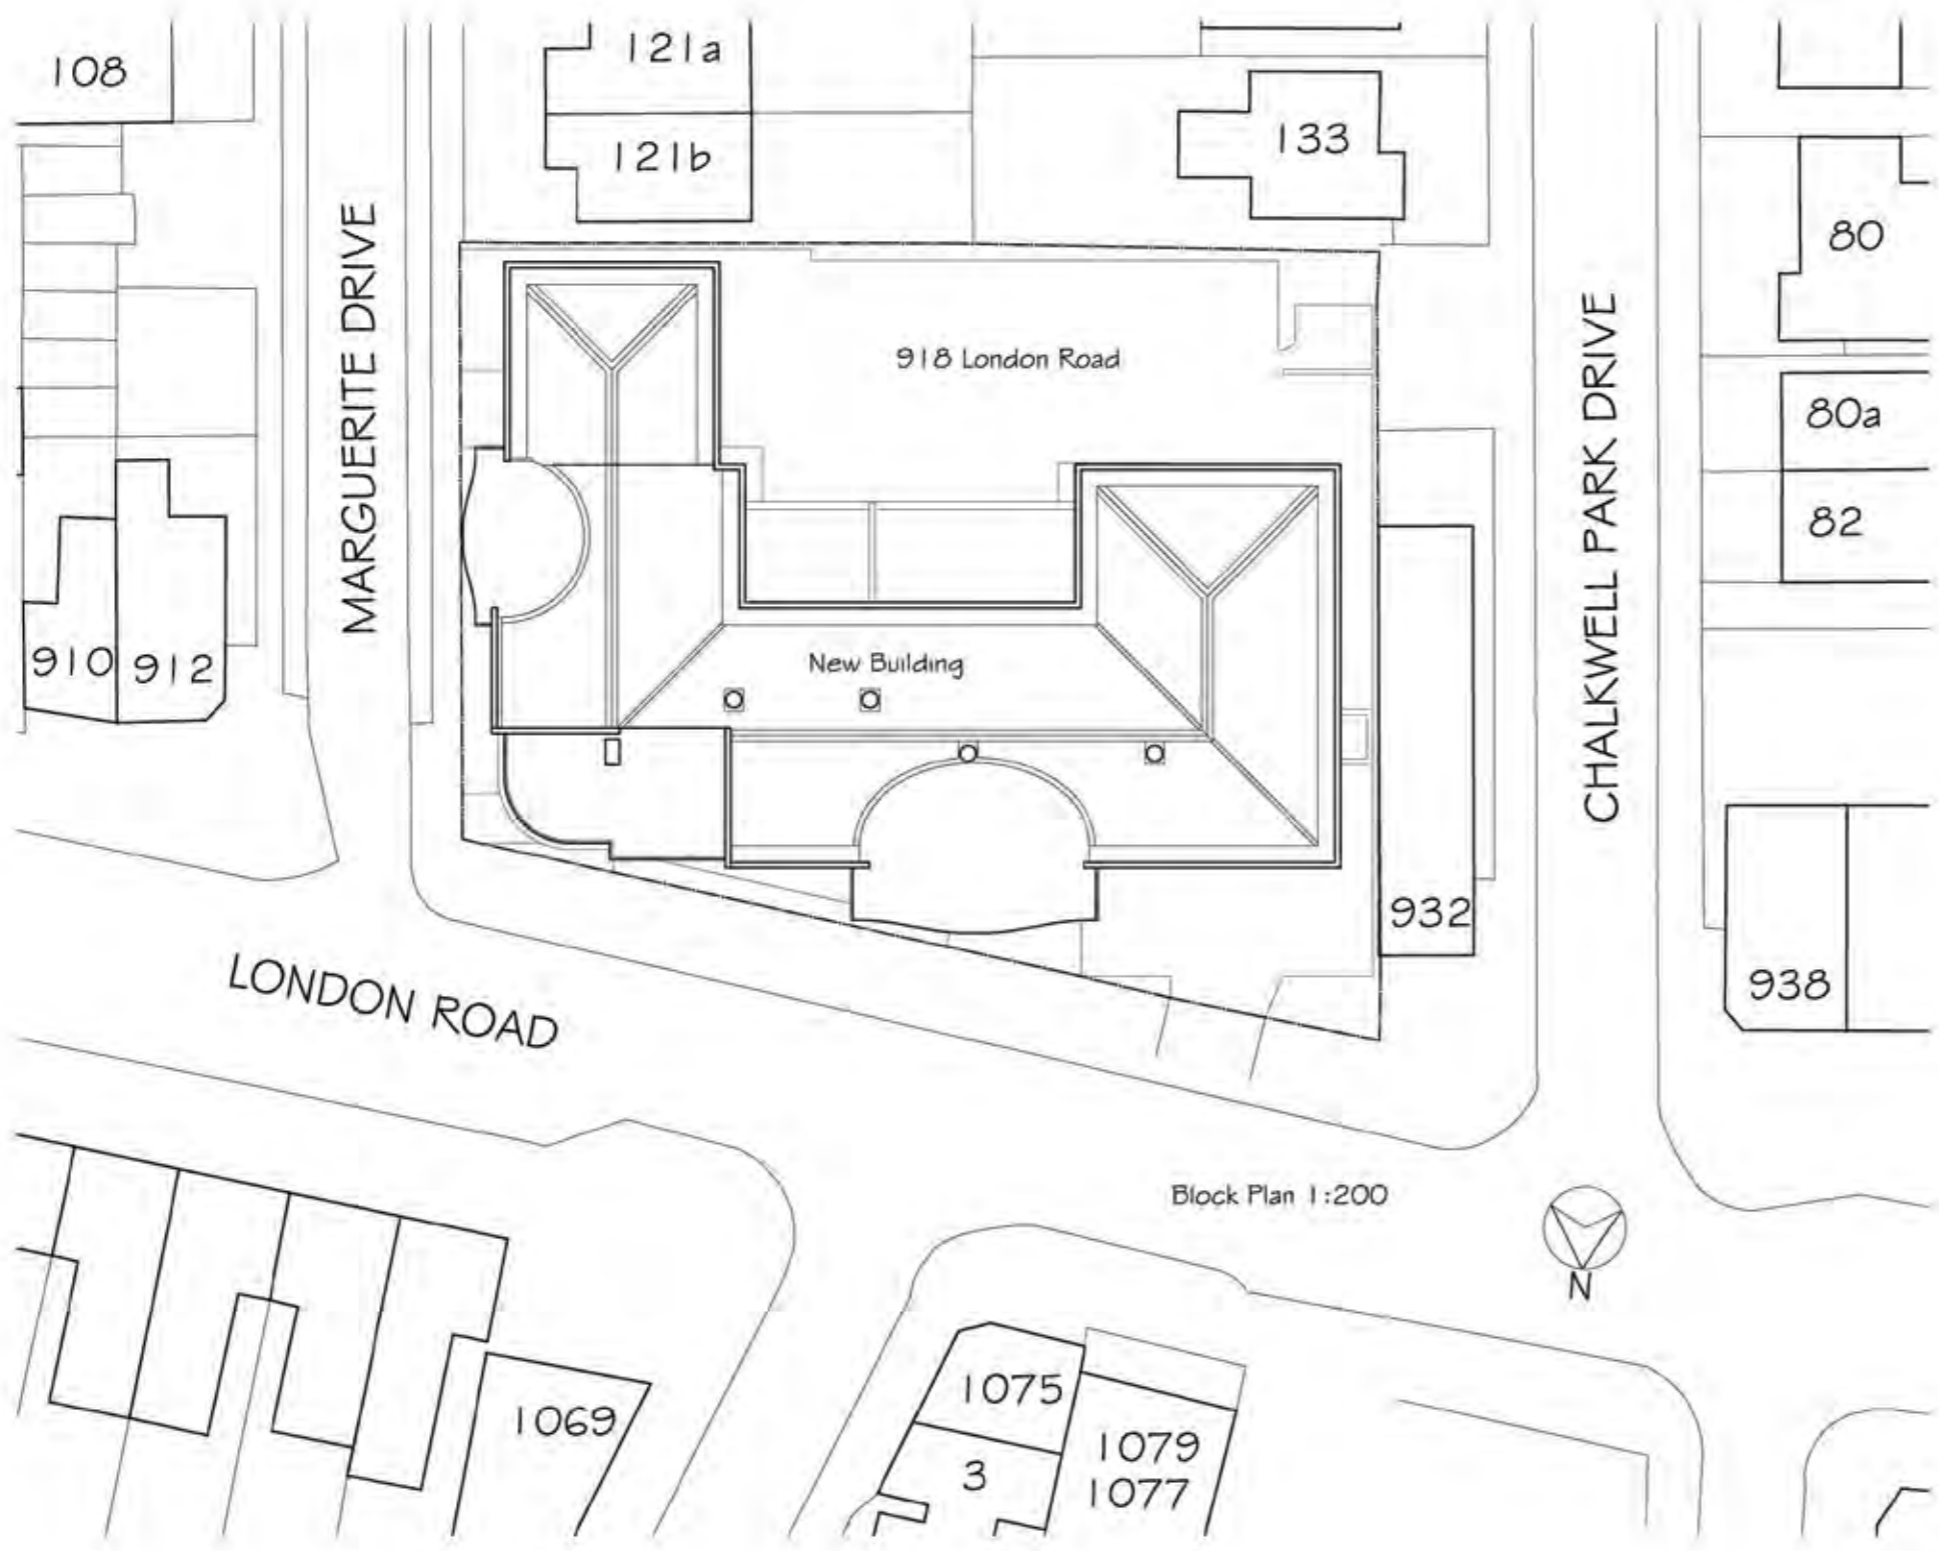 108
121a
121b
133
80
MARGUERITE DRIVE
918 London Road
CHALKWELL PARK DRIVE
80a
82
910
912
New Building
932
938
LONDON ROAD
Block Plan 1:200
N
1069
1075
3
1079
1077